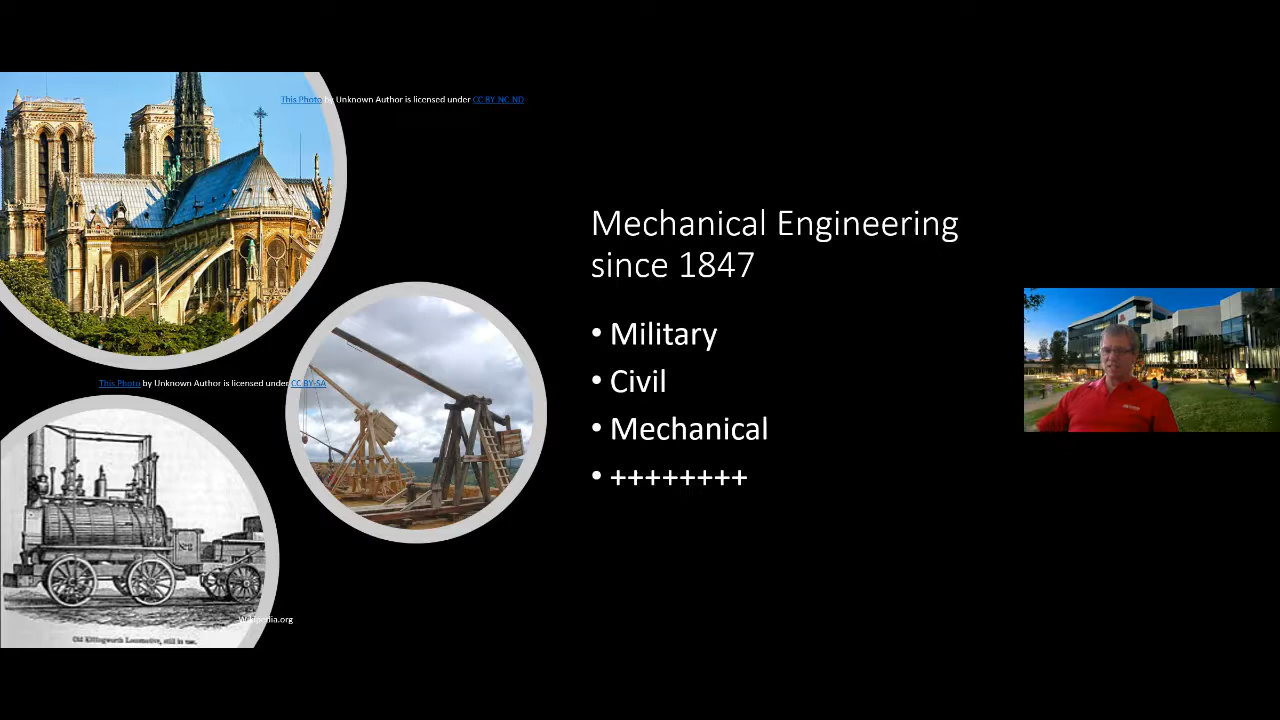 This Photo by Unknown Author is licensed under CC BY-NC-ND
Mechanical Engineering
since 1847
• Military
• Civil
• Mechanical
• ++++++++
This Photo by Unknown Author is licensed under CC BY-SA
Wikipedia.org
Old Killingworth Locomotive, still in use.